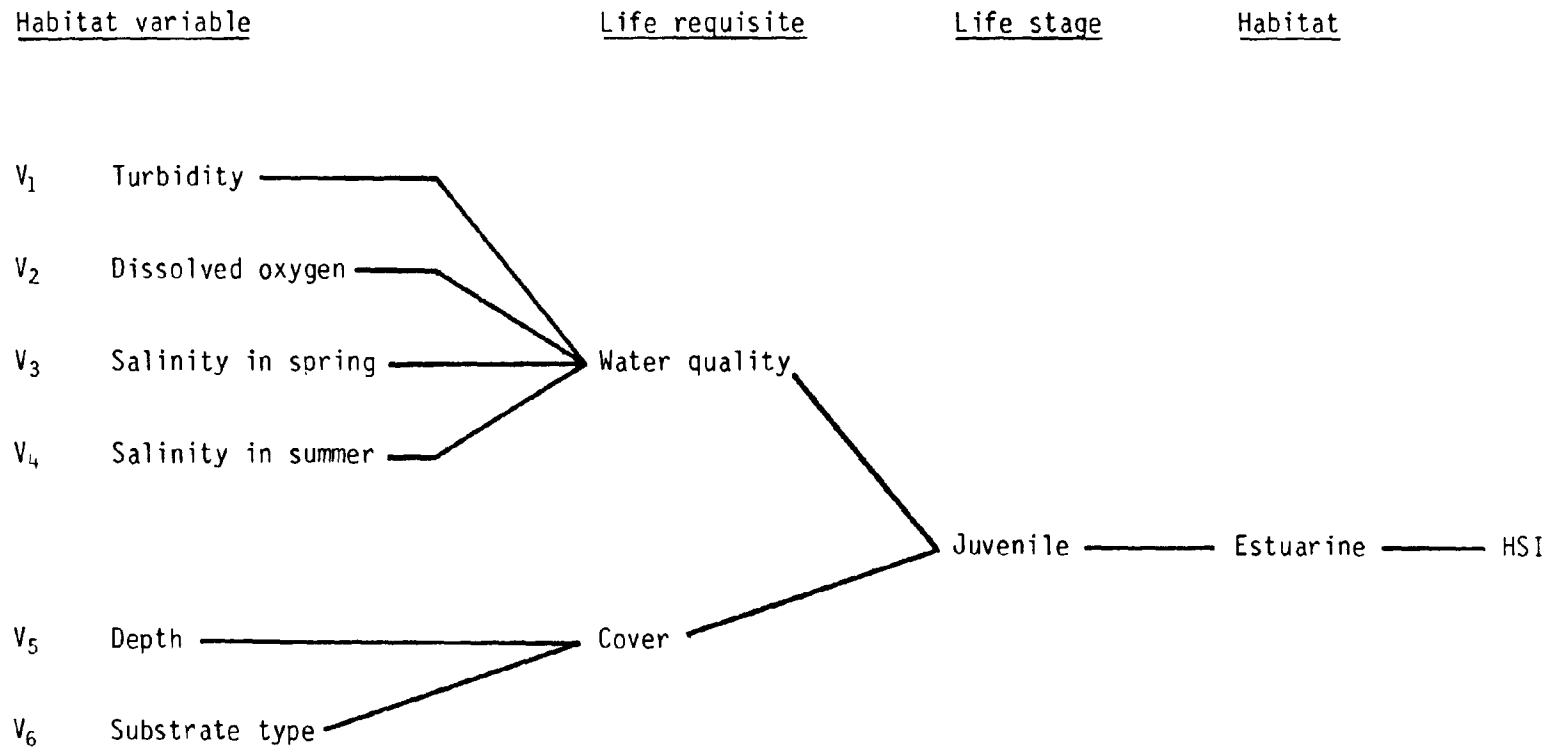 Habitat variable Life requisite Life stage Habitat
V₁ Turbidity
V₂ Dissolved oxygen
V₃ Salinity in spring Water quality
V₄ Salinity in summer
Juvenile Estuarine HSI
V₅ Depth Cover
V₆ Substrate type